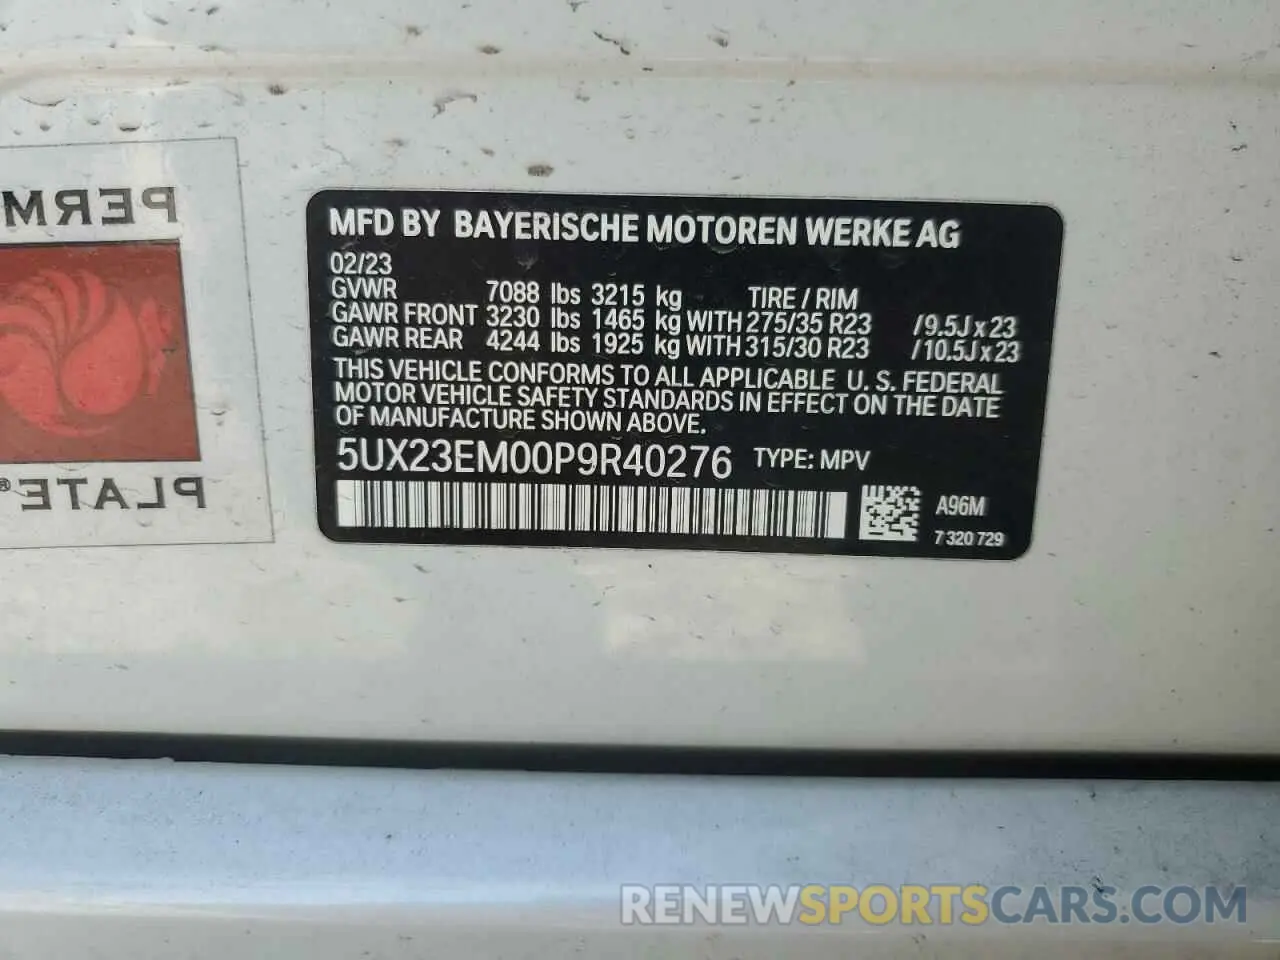 PERM
PLATE®
MFD BY BAYERISCHE MOTOREN WERKE AG
02/23
GVWR 7088 lbs 3215 kg TIRE / RIM
GAWR FRONT 3230 lbs 1465 kg WITH 275/35 R23 /9.5J x 23
GAWR REAR 4244 lbs 1925 kg WITH 315/30 R23 /10.5J x 23
THIS VEHICLE CONFORMS TO ALL APPLICABLE U. S. FEDERAL
MOTOR VEHICLE SAFETY STANDARDS IN EFFECT ON THE DATE
OF MANUFACTURE SHOWN ABOVE.
5UX23EM00P9R40276 TYPE: MPV
A96M
7 320 729
RENEWSPORTSCARS.COM